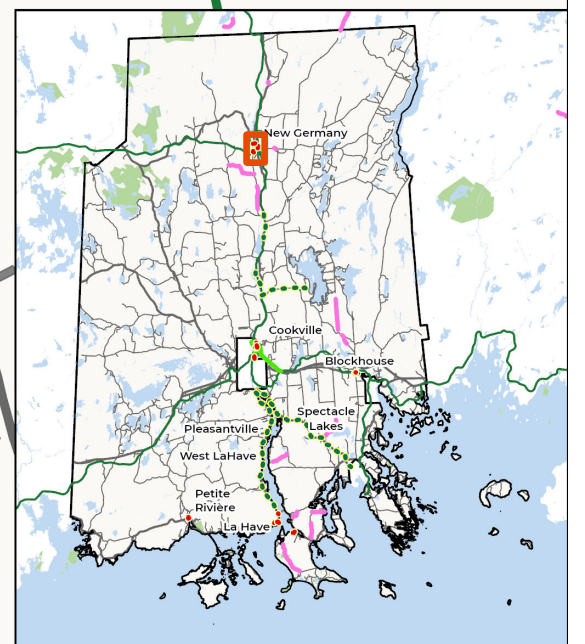 New Germany
Cookville
Blockhouse
Spectacle
Lakes
Pleasantville
West LaHave
Petite
Rivière
La Have